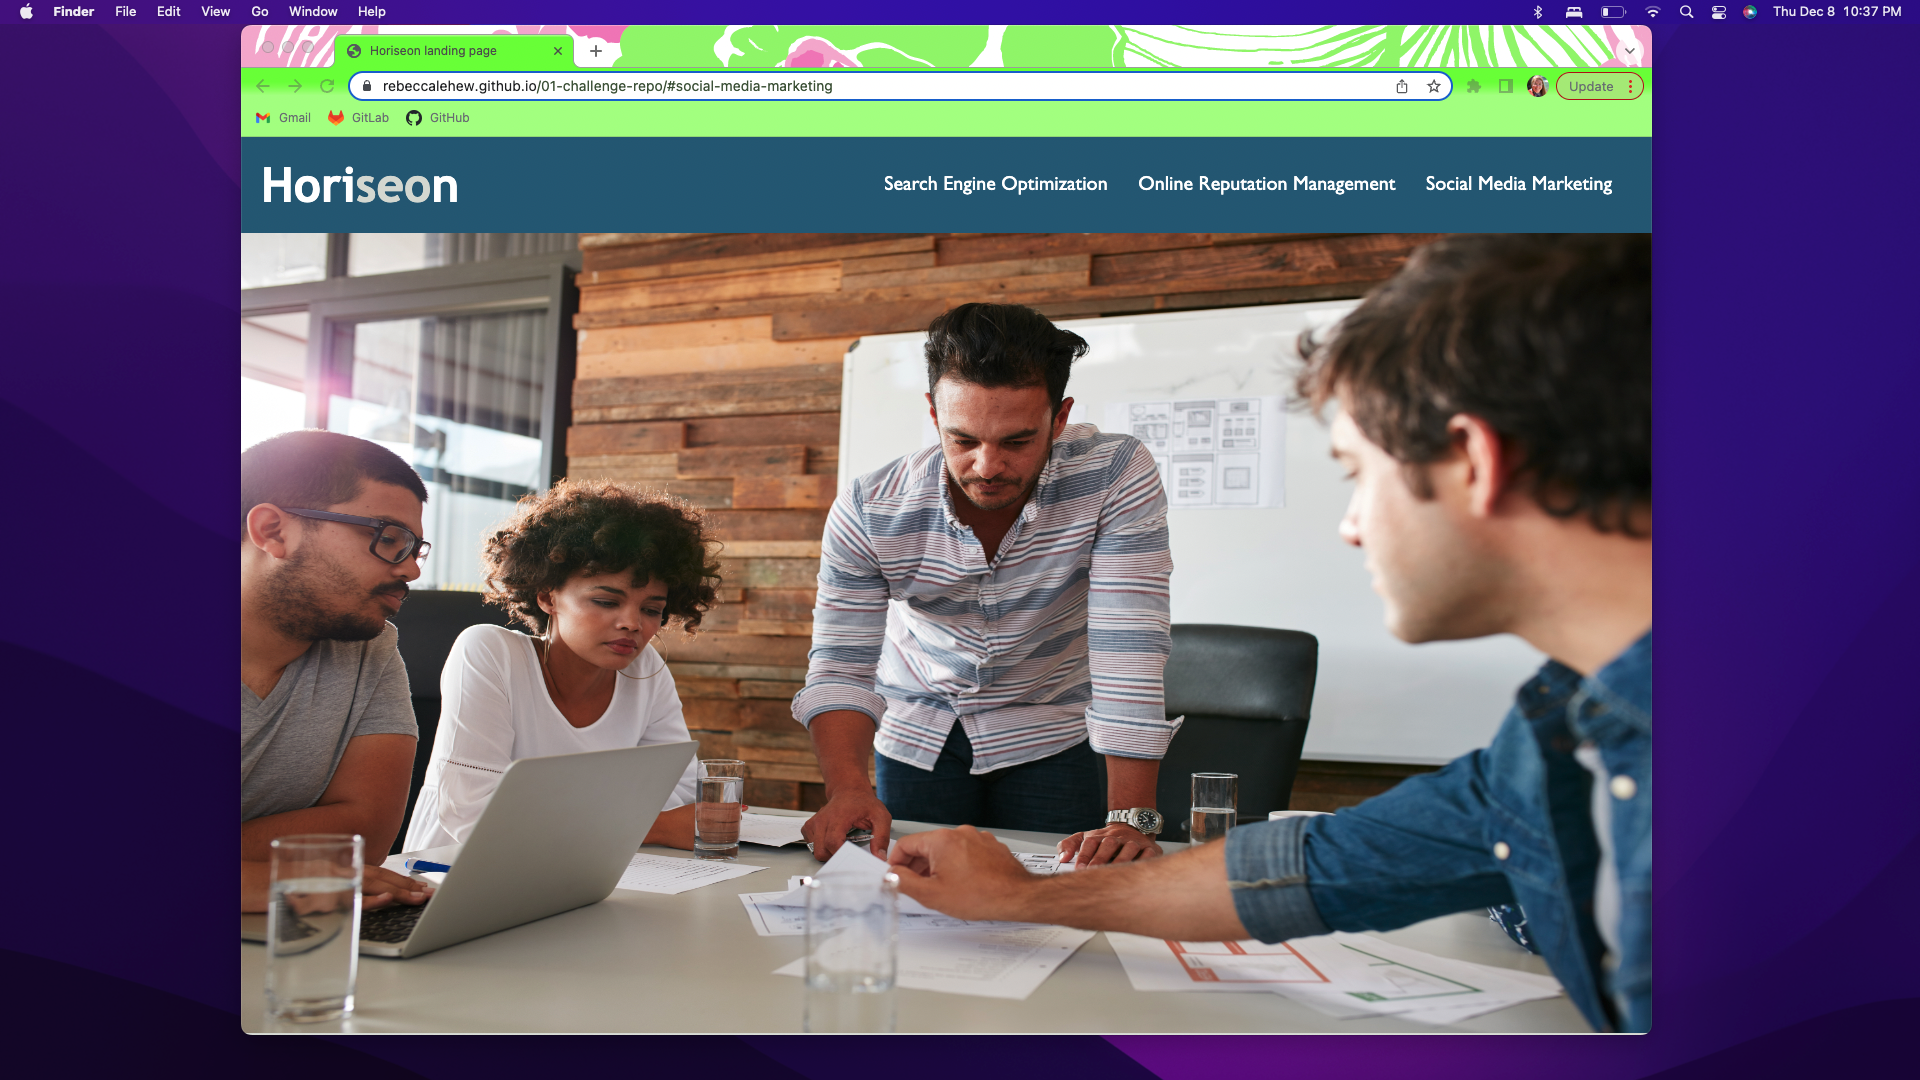 Finder File Edit View Go Window Help Thu Dec 8 10:37 PM
Horiseon landing page
rebeccalehew.github.io/01-challenge-repo/#social-media-marketing Update
Gmail GitLab GitHub
Horiseon Search Engine Optimization Online Reputation Management Social Media Marketing